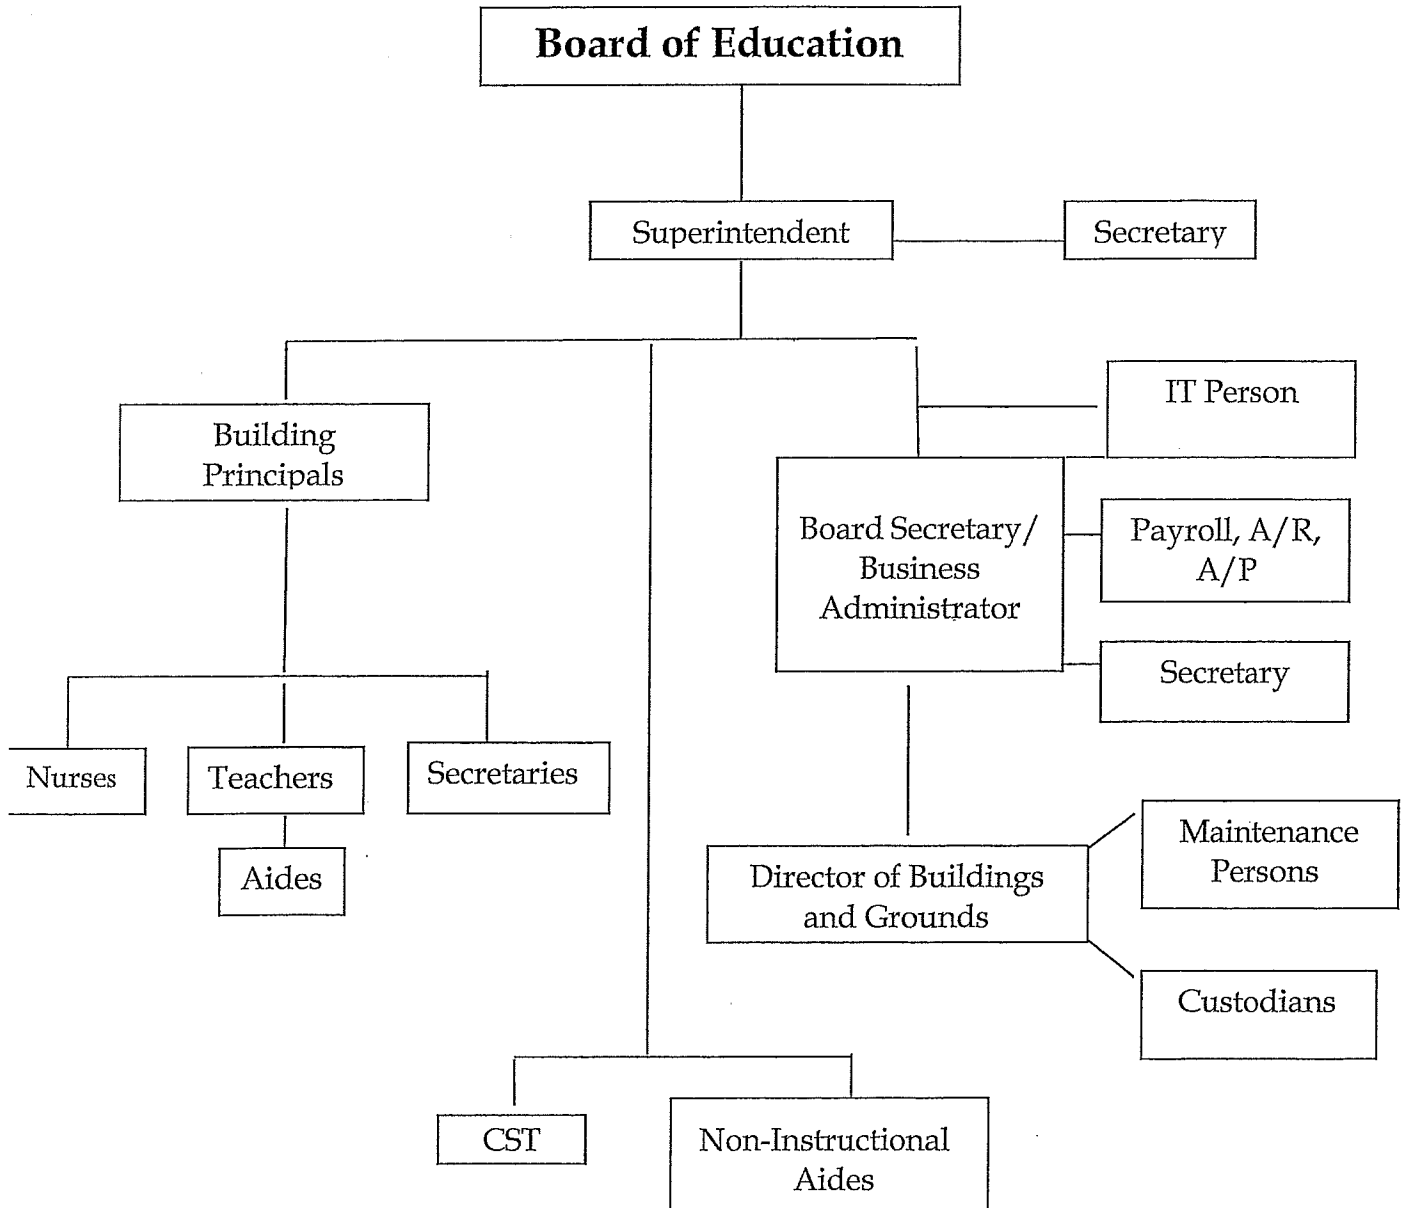 Board of Education
Superintendent
Secretary
IT Person
Building
Principals
Board Secretary/
Business
Administrator
Payroll, A/R,
A/P
Secretary
Nurses
Teachers
Secretaries
Aides
Maintenance
Persons
Director of Buildings
and Grounds
Custodians
CST
Non-Instructional
Aides